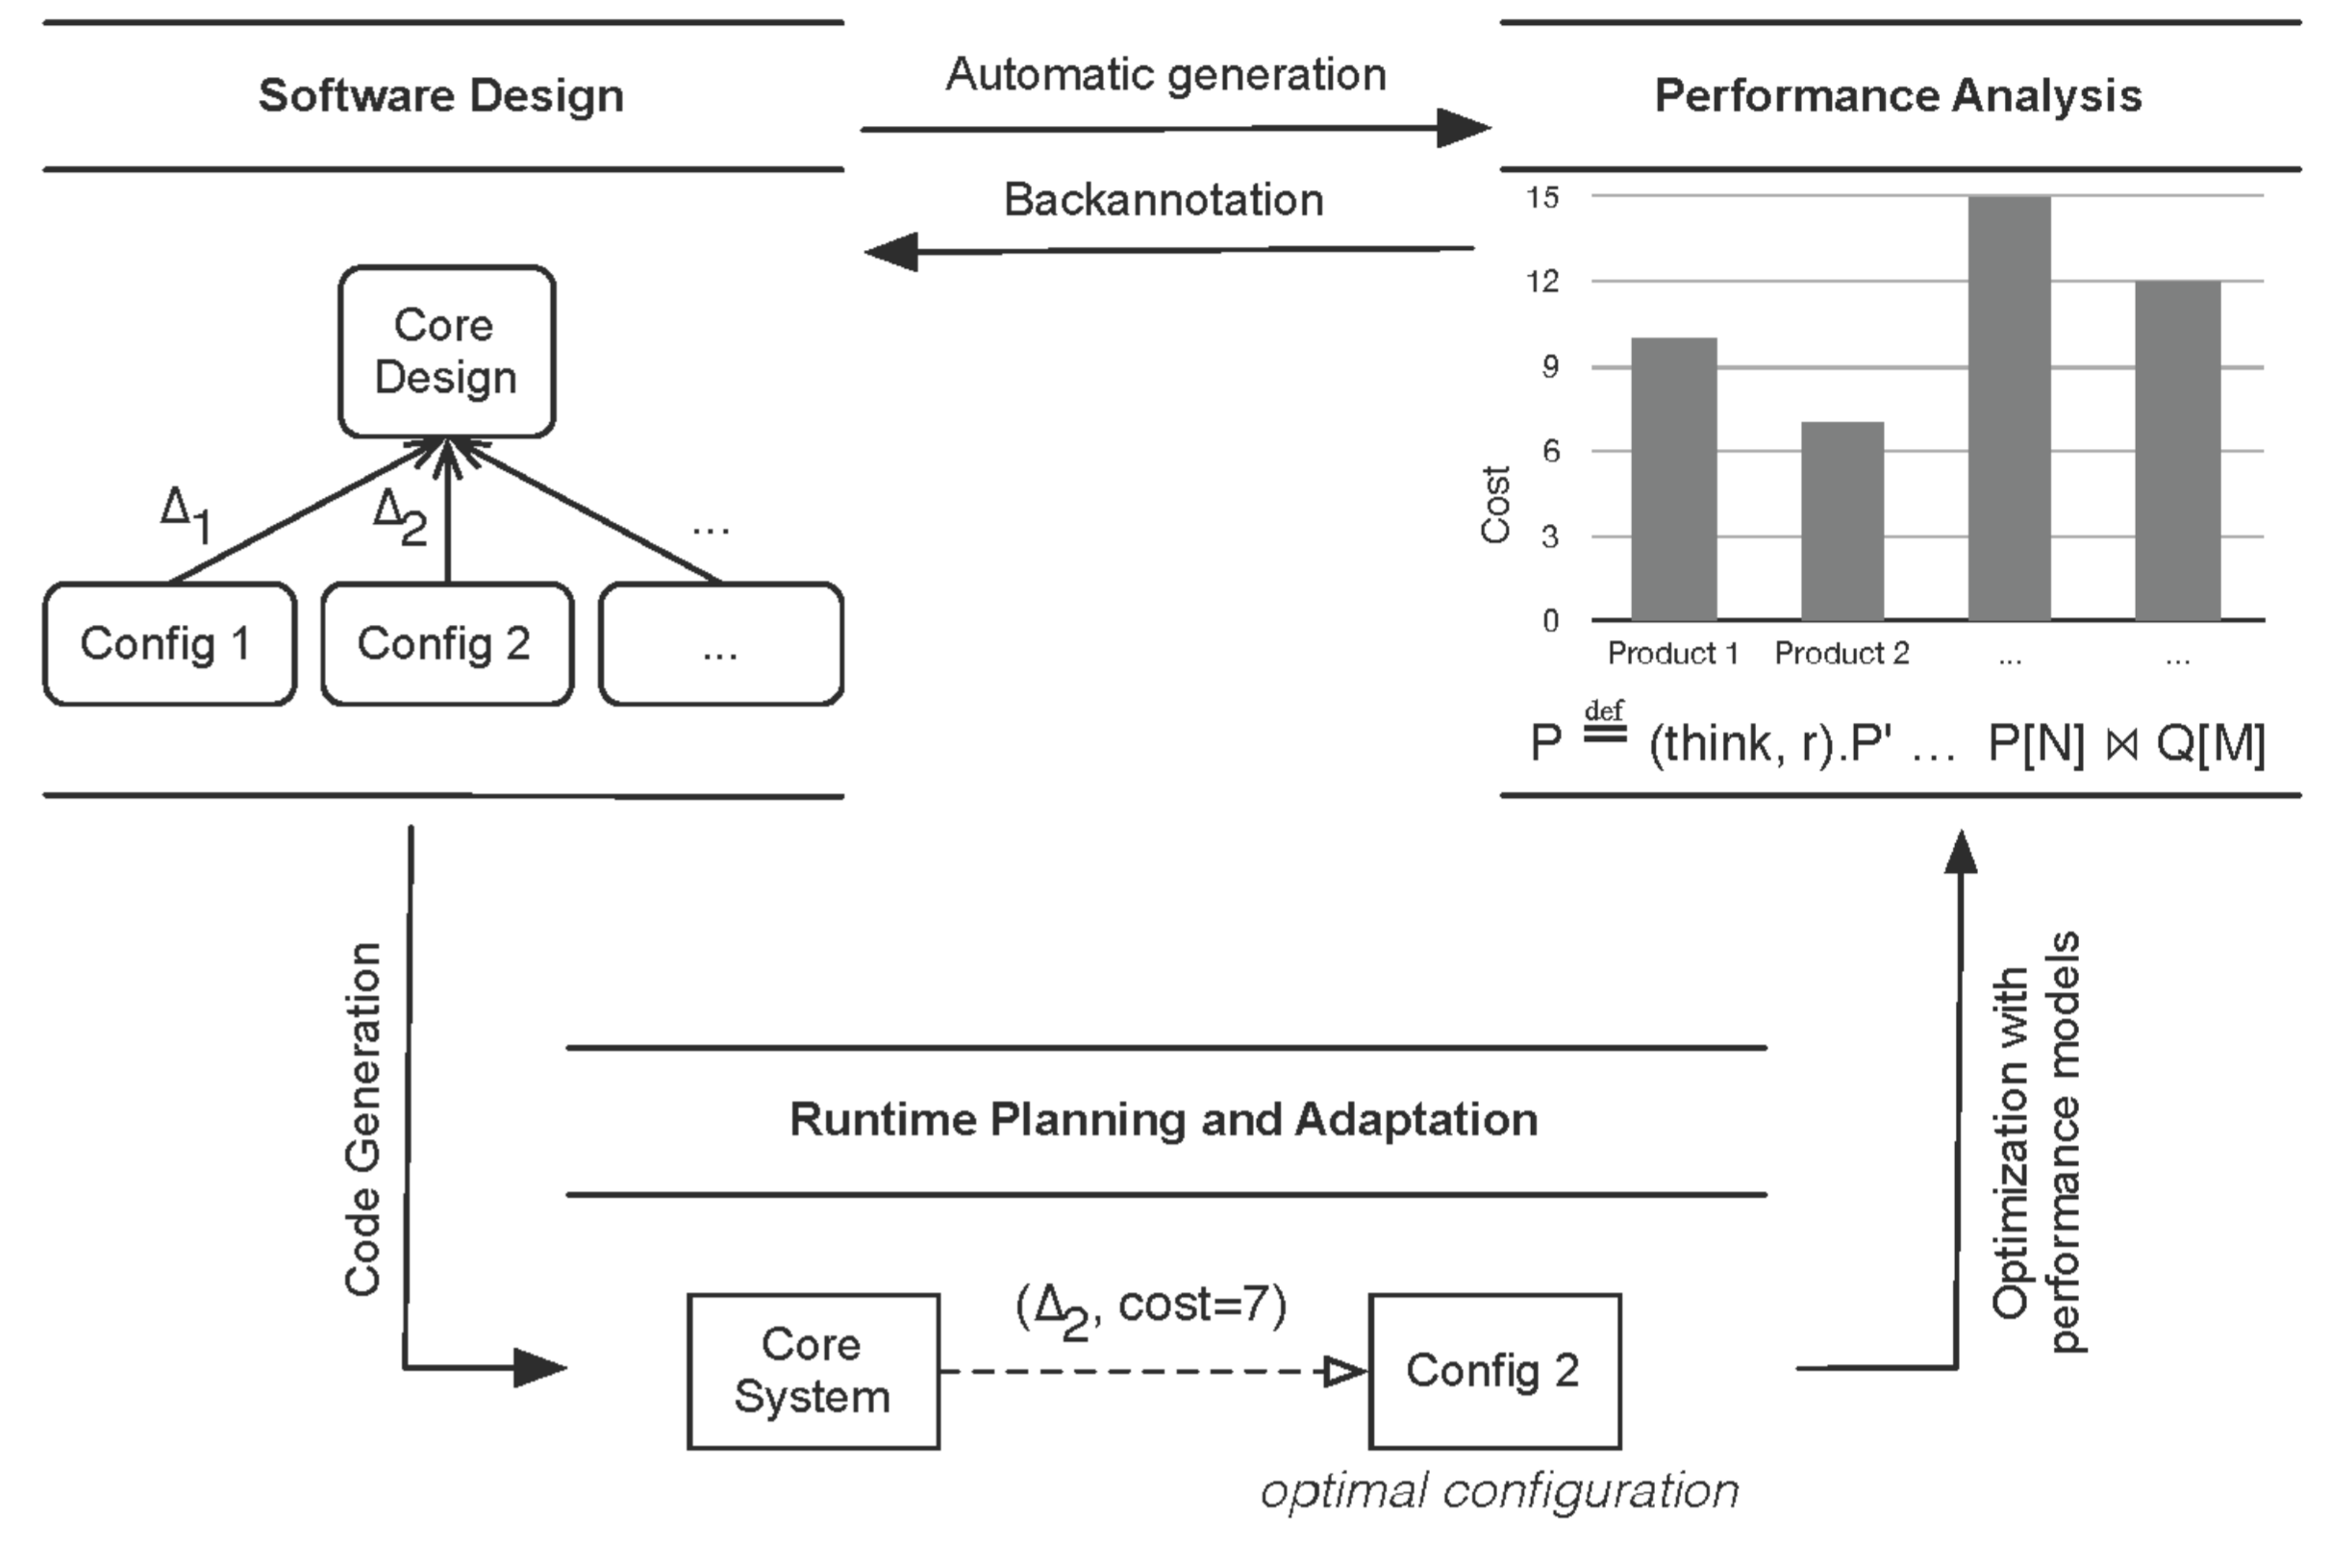 Software Design
Automatic generation
Performance Analysis
Backannotation
Core
Design
Δ1
Δ2
...
Config 1
Config 2
...
15
12
9
6
3
0
Cost
Product 1
Product 2
...
...
P def≡ (think, r).P' ... P[N] ⋈ Q[M]
Code Generation
Optimization with
performance models
Runtime Planning and Adaptation
Core
System
(Δ2, cost=7)
Config 2
optimal configuration